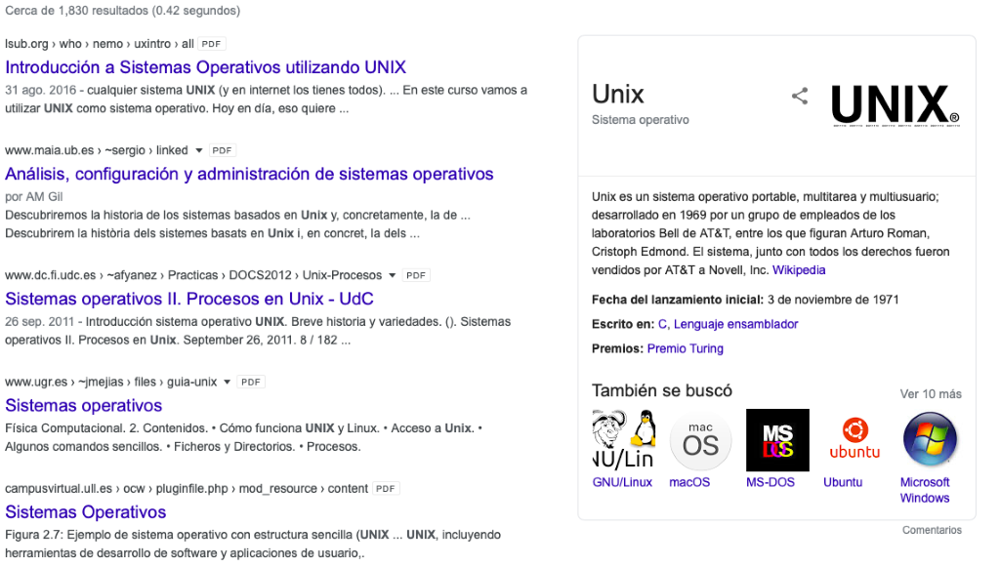 Cerca de 1,830 resultados (0.42 segundos)
lsub.org › who › nemo › uxintro › all PDF
Introducción a Sistemas Operativos utilizando UNIX
31 ago. 2016 - cualquier sistema UNIX (y en internet los tienes todos). ... En este curso vamos a
utilizar UNIX como sistema operativo. Hoy en día, eso quiere ...
www.maia.ub.es › ~sergio › linked PDF
Análisis, configuración y administración de sistemas operativos
por AM Gil
Descubriremos la historia de los sistemas basados en Unix y, concretamente, la de ...
Descubrirem la història dels sistemes basats en Unix i, en concret, la dels ...
www.dc.fi.udc.es › ~afyanez › Practicas › DOCS2012 › Unix-Procesos PDF
Sistemas operativos II. Procesos en Unix - UdC
26 sep. 2011 - Introducción sistema operativo UNIX. Breve historia y variedades. (). Sistemas
operativos II. Procesos en Unix. September 26, 2011. 8 / 182 ...
www.ugr.es › ~jmejias › files › guia-unix PDF
Sistemas operativos
Física Computacional. 2. Contenidos. • Cómo funciona UNIX y Linux. • Acceso a Unix. •
Algunos comandos sencillos. • Ficheros y Directorios. • Procesos.
campusvirtual.ull.es › ocw › pluginfile.php › mod_resource › content PDF
Sistemas Operativos
Figura 2.7: Ejemplo de sistema operativo con estructura sencilla (UNIX ... UNIX, incluyendo
herramientas de desarrollo de software y aplicaciones de usuario,.
Unix
Sistema operativo
UNIX®
Unix es un sistema operativo portable, multitarea y multiusuario;
desarrollado en 1969 por un grupo de empleados de los
laboratorios Bell de AT&T, entre los que figuran Arturo Roman,
Cristoph Edmond. El sistema, junto con todos los derechos fueron
vendidos por AT&T a Novell, Inc. Wikipedia
Fecha del lanzamiento inicial: 3 de noviembre de 1971
Escrito en: C, Lenguaje ensamblador
Premios: Premio Turing
También se buscó
Ver 10 más
NU/Lin
mac
OS
MS
DOS
ubuntu
GNU/Linux macOS MS-DOS Ubuntu Microsoft
Windows
Comentarios